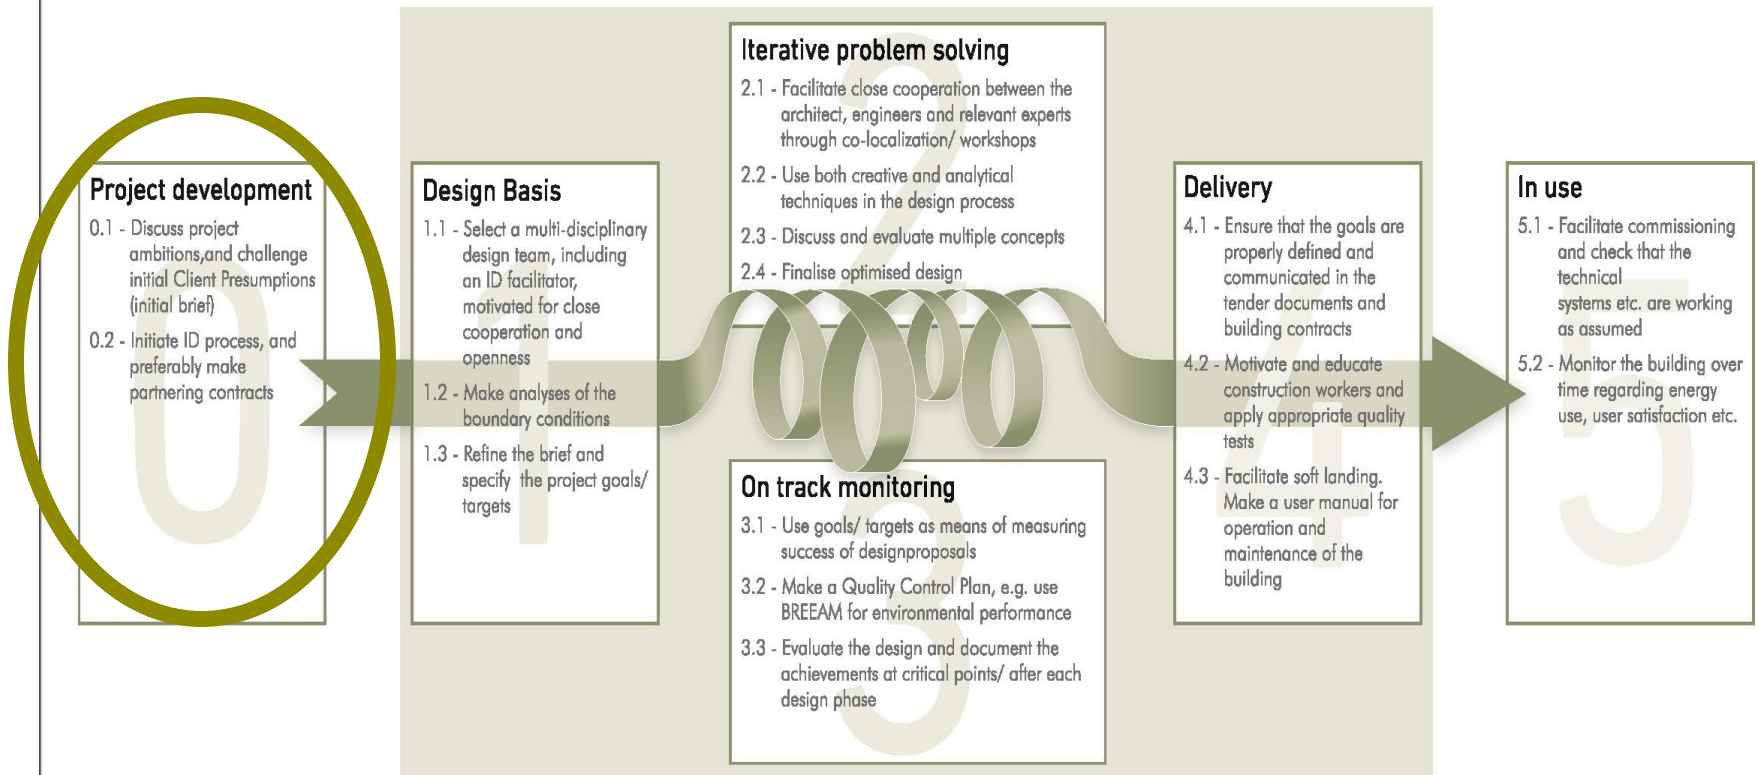 Project development
0.1 - Discuss project
ambitions,and challenge
initial Client Presumptions
(initial brief)
0.2 - Initiate ID process, and
preferably make
partnering contracts
0
Design Basis
1.1 - Select a multi-disciplinary
design team, including
an ID facilitator,
motivated for close
cooperation and
openness
1.2 - Make analyses of the
boundary conditions
1.3 - Refine the brief and
specify the project goals/
targets
1
Iterative problem solving
2.1 - Facilitate close cooperation between the
architect, engineers and relevant experts
through co-localization/ workshops
2.2 - Use both creative and analytical
techniques in the design process
2.3 - Discuss and evaluate multiple concepts
2.4 - Finalise optimised design
2
On track monitoring
3.1 - Use goals/ targets as means of measuring
success of designproposals
3.2 - Make a Quality Control Plan, e.g. use
BREEAM for environmental performance
3.3 - Evaluate the design and document the
achievements at critical points/ after each
design phase
3
Delivery
4.1 - Ensure that the goals are
properly defined and
communicated in the
tender documents and
building contracts
4.2 - Motivate and educate
construction workers and
apply appropriate quality
tests
4.3 - Facilitate soft landing.
Make a user manual for
operation and
maintenance of the
building
4
In use
5.1 - Facilitate commissioning
and check that the
technical
systems etc. are working
as assumed
5.2 - Monitor the building over
time regarding energy
use, user satisfaction etc.
5